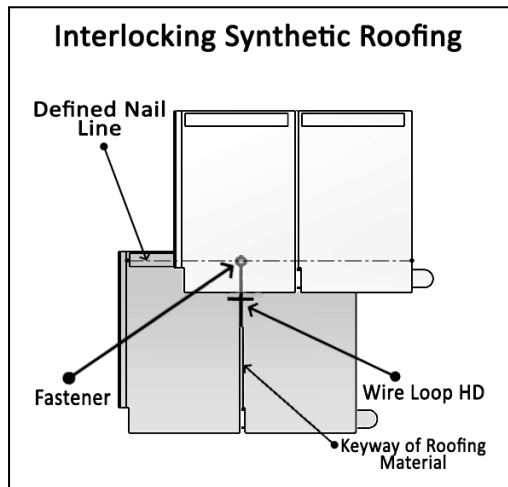 Interlocking Synthetic Roofing
Defined Nail
Line
Fastener
Wire Loop HD
Keyway of Roofing
Material